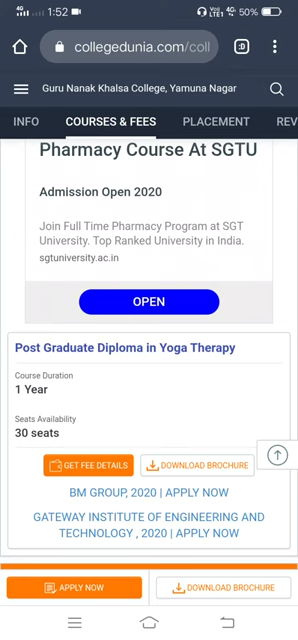 4G 1:52 Vo) LTE1 4G 50%
collegedunia.com/coll :D
Guru Nanak Khalsa College, Yamuna Nagar
INFO COURSES & FEES PLACEMENT REV
Pharmacy Course At SGTU
Admission Open 2020
Join Full Time Pharmacy Program at SGT
University. Top Ranked University in India.
sgtuniversity.ac.in
OPEN
Post Graduate Diploma in Yoga Therapy
Course Duration
1 Year
Seats Availability
30 seats
GET FEE DETAILS DOWNLOAD BROCHURE
BM GROUP, 2020 | APPLY NOW
GATEWAY INSTITUTE OF ENGINEERING AND
TECHNOLOGY , 2020 | APPLY NOW
APPLY NOW DOWNLOAD BROCHURE